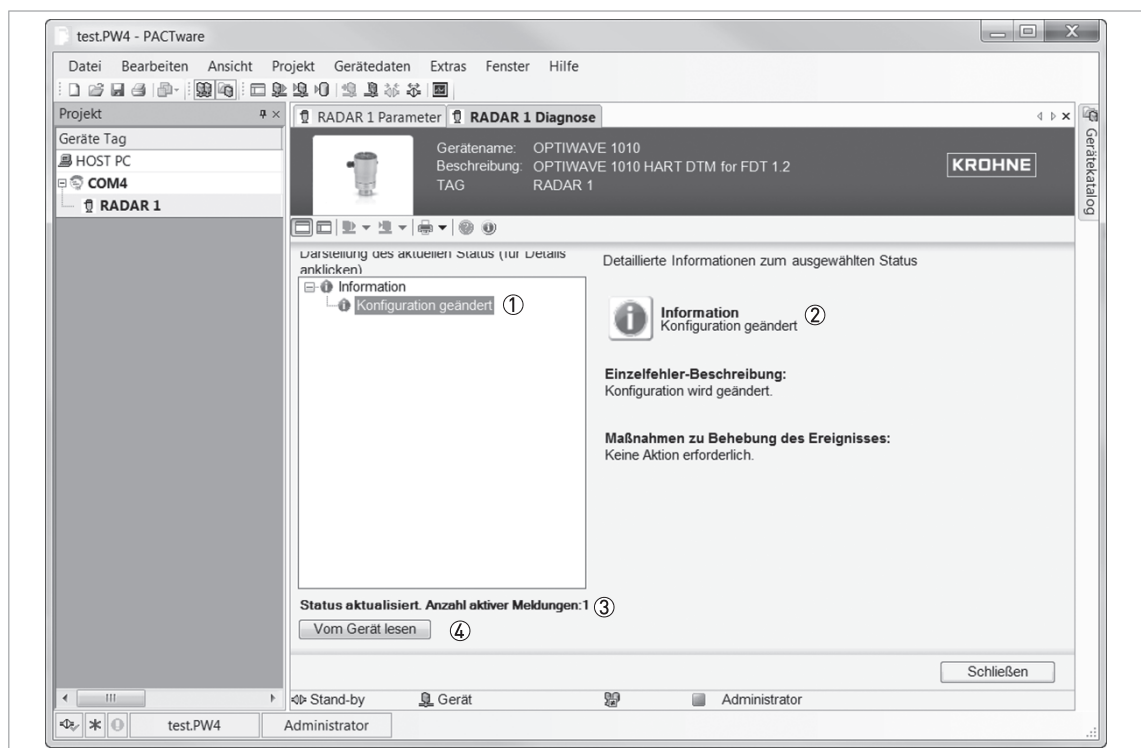 test.PW4 - PACTware
Datei Bearbeiten Ansicht Projekt Gerätedaten Extras Fenster Hilfe
Projekt
Geräte Tag
HOST PC
COM4
RADAR 1
RADAR 1 Parameter RADAR 1 Diagnose
Gerätename: OPTIWAVE 1010
Beschreibung: OPTIWAVE 1010 HART DTM for FDT 1.2
TAG RADAR 1
KROHNE
Gerätekatalog
Darstellung des aktuellen Status (für Details
anklicken)
Information
Konfiguration geändert ①
Detaillierte Informationen zum ausgewählten Status
Information
Konfiguration geändert ②
Einzelfehler-Beschreibung:
Konfiguration wird geändert.
Maßnahmen zu Behebung des Ereignisses:
Keine Aktion erforderlich.
Status aktualisiert. Anzahl aktiver Meldungen:1 ③
Vom Gerät lesen ④
Schließen
Stand-by Gerät Administrator
test.PW4 Administrator